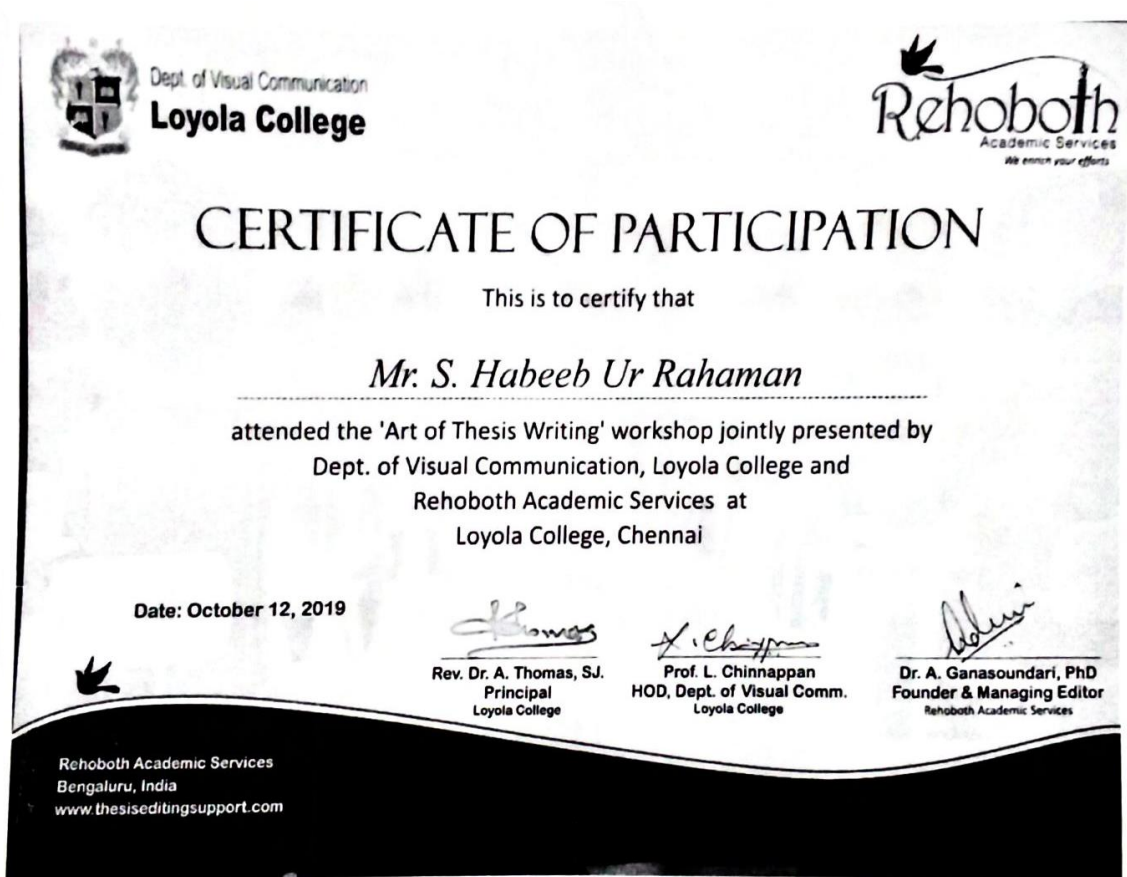 Dept. of Visual Communication
Loyola College
Rehoboth
Academic Services
We enrich your efforts
CERTIFICATE OF PARTICIPATION
This is to certify that
Mr. S. Habeeb Ur Rahaman
attended the 'Art of Thesis Writing' workshop jointly presented by
Dept. of Visual Communication, Loyola College and
Rehoboth Academic Services at
Loyola College, Chennai
Date: October 12, 2019
Rev. Dr. A. Thomas, SJ.
Principal
Loyola College
Prof. L. Chinnappan
HOD, Dept. of Visual Comm.
Loyola College
Dr. A. Ganasoundari, PhD
Founder & Managing Editor
Rehoboth Academic Services
Rehoboth Academic Services
Bengaluru, India
www.thesiseditingsupport.com